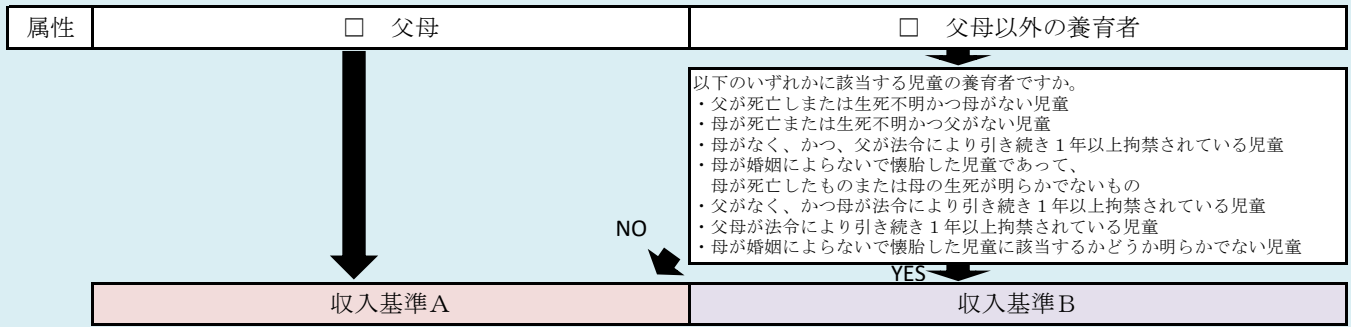 属性
□ 父母
□ 父母以外の養育者
以下のいずれかに該当する児童の養育者ですか。
・父が死亡しまたは生死不明かつ母がない児童
・母が死亡または生死不明かつ父がない児童
・母がなく、かつ、父が法令により引き続き1年以上拘禁されている児童
・母が婚姻によらないで懐胎した児童であって、
母が死亡したものまたは母の生死が明らかでないもの
・父がなく、かつ母が法令により引き続き1年以上拘禁されている児童
・父母が法令により引き続き1年以上拘禁されている児童
・母が婚姻によらないで懐胎した児童に該当するかどうか明らかでない児童
NO
YES
収入基準A
収入基準B